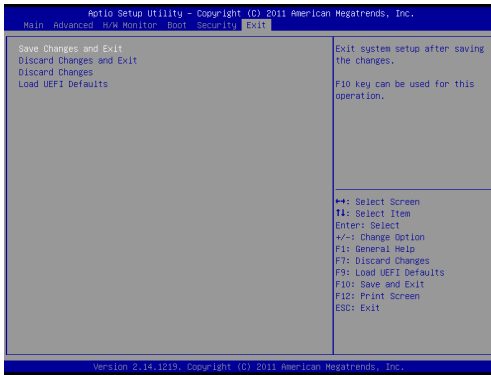 Aptio Setup Utility – Copyright (C) 2011 American Megatrends, Inc.
Main Advanced H/W Monitor Boot Security Exit
Save Changes and Exit
Discard Changes and Exit
Discard Changes
Load UEFI Defaults
Exit system setup after saving
the changes.
F10 key can be used for this
operation.
←→: Select Screen
↑↓: Select Item
Enter: Select
+/-: Change Option
F1: General Help
F7: Discard Changes
F9: Load UEFI Defaults
F10: Save and Exit
F12: Print Screen
ESC: Exit
Version 2.14.1219. Copyright (C) 2011 American Megatrends, Inc.